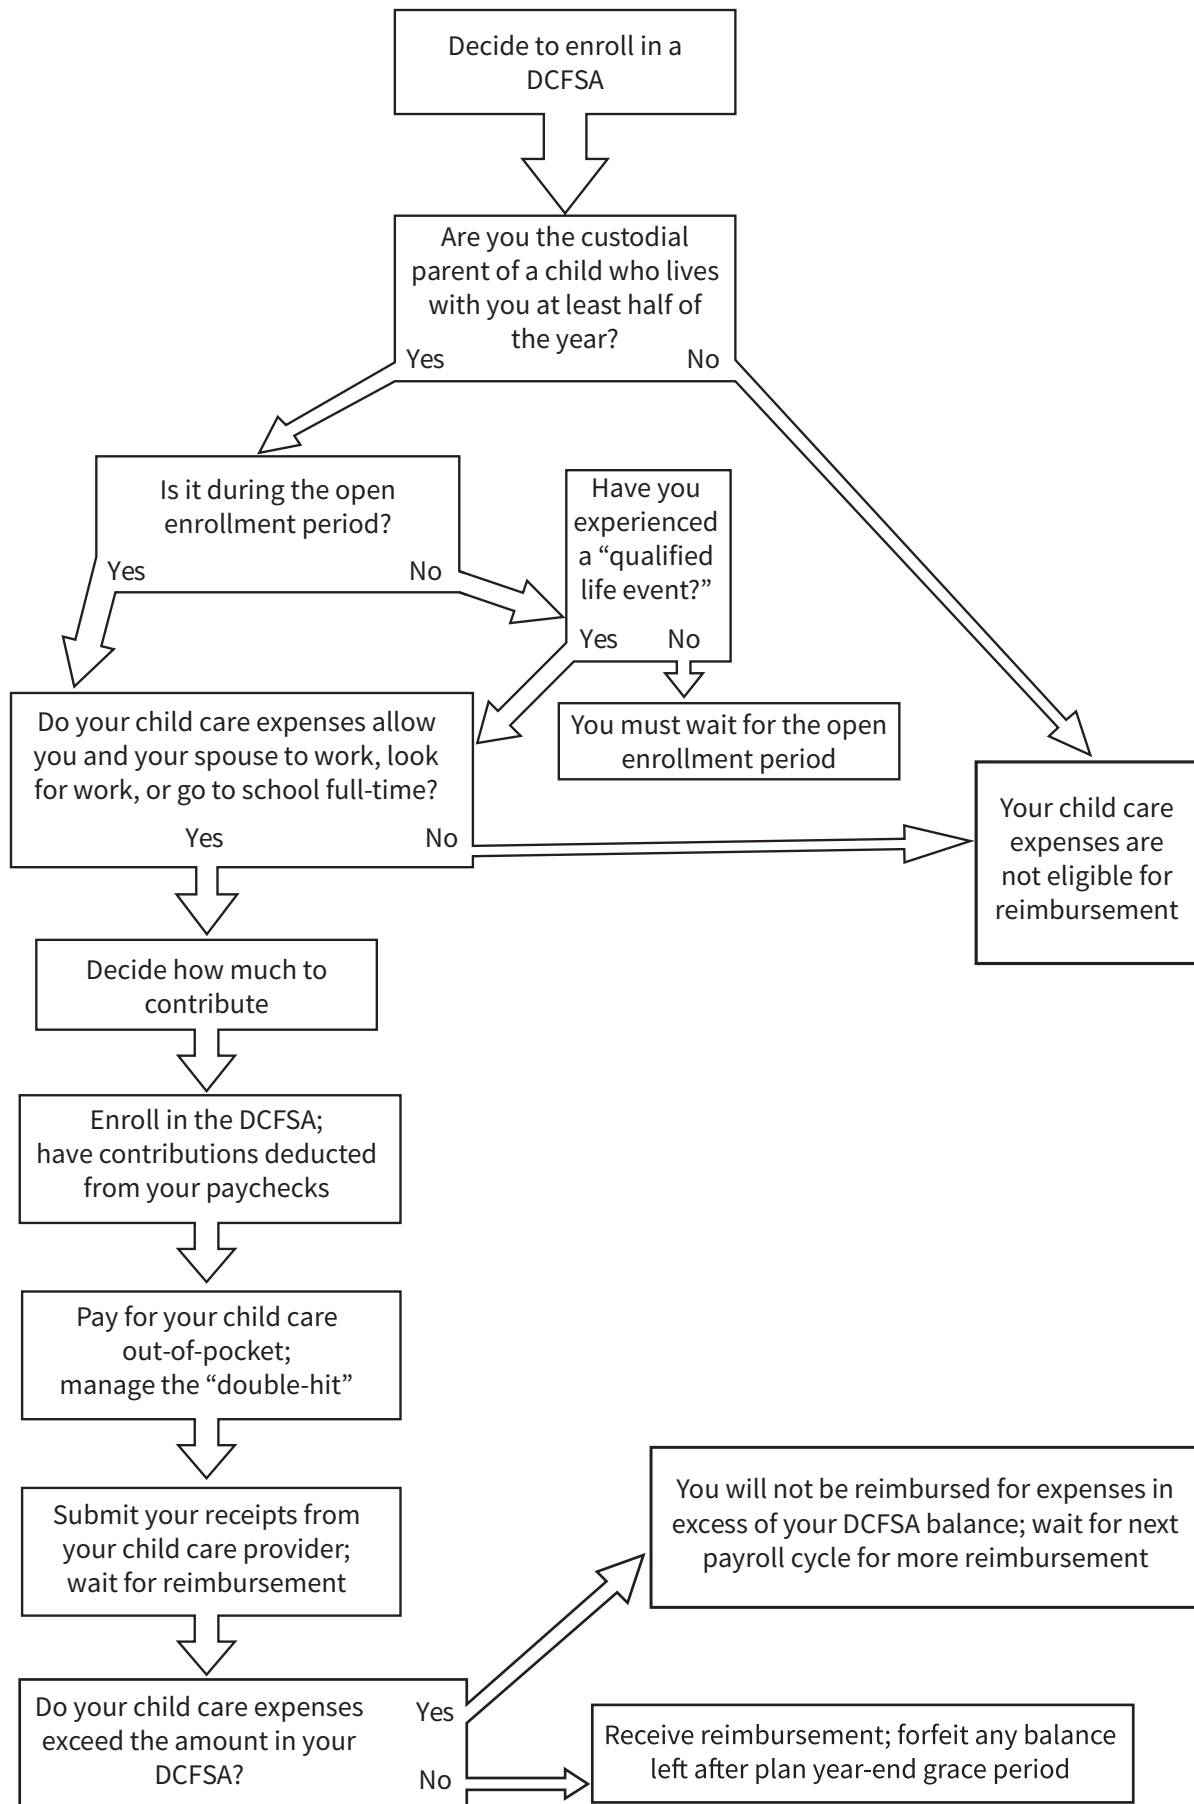 Decide to enroll in a
DCFSA
Are you the custodial
parent of a child who lives
with you at least half of
the year?
Yes
No
Is it during the open
enrollment period?
Yes
No
Have you
experienced
a “qualified
life event?”
Yes
No
You must wait for the open
enrollment period
Do your child care expenses allow
you and your spouse to work, look
for work, or go to school full-time?
Yes
No
Your child care
expenses are
not eligible for
reimbursement
Decide how much to
contribute
Enroll in the DCFSA;
have contributions deducted
from your paychecks
Pay for your child care
out-of-pocket;
manage the “double-hit”
Submit your receipts from
your child care provider;
wait for reimbursement
You will not be reimbursed for expenses in
excess of your DCFSA balance; wait for next
payroll cycle for more reimbursement
Do your child care expenses
exceed the amount in your
DCFSA?
Yes
No
Receive reimbursement; forfeit any balance
left after plan year-end grace period